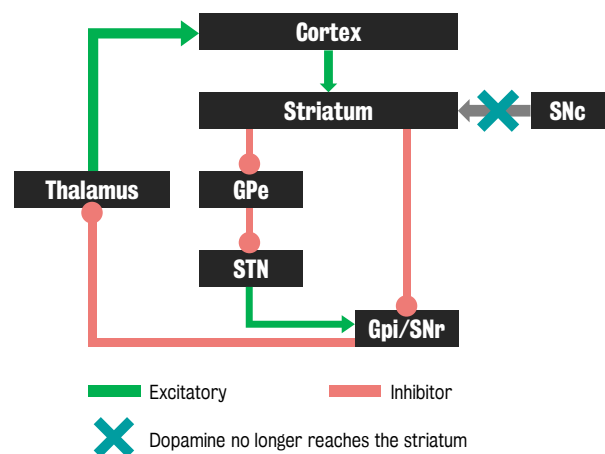 Cortex
Striatum
SNc
Thalamus
GPe
STN
Gpi/SNr
Excitatory
Inhibitor
Dopamine no longer reaches the striatum